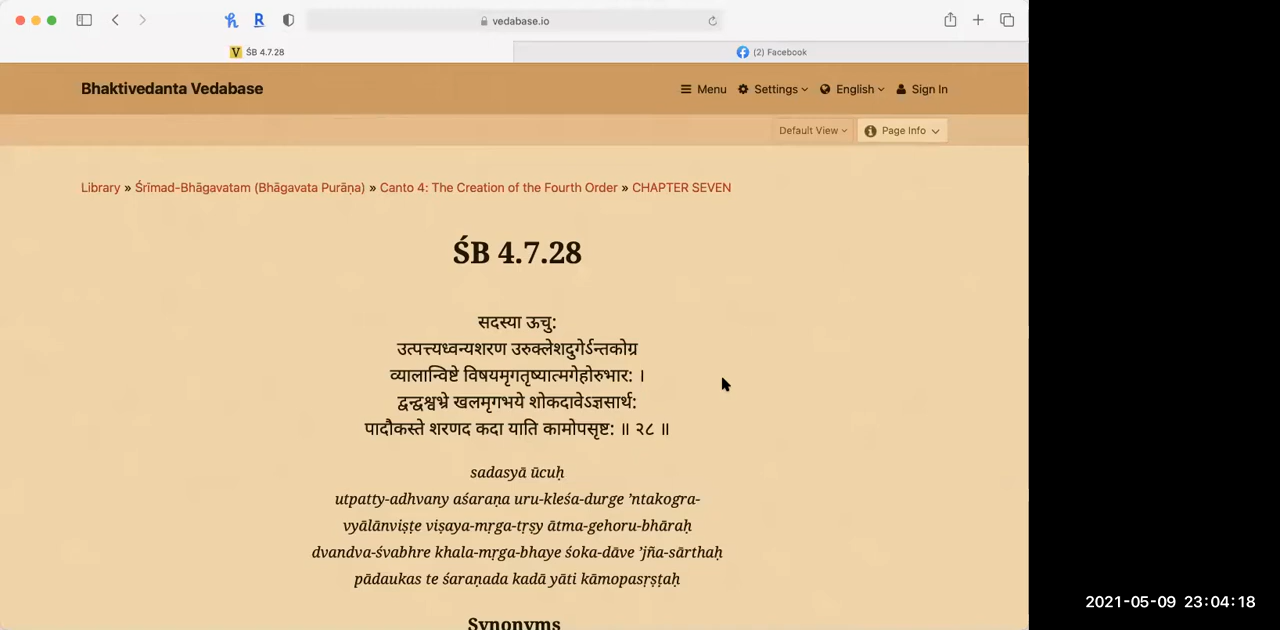 vedabase.io
ŚB 4.7.28
(2) Facebook
Bhaktivedanta Vedabase
Menu Settings English Sign In
Default View Page Info
Library » Śrīmad-Bhāgavatam (Bhāgavata Purāṇa) » Canto 4: The Creation of the Fourth Order » CHAPTER SEVEN
ŚB 4.7.28
सदस्या ऊचु:
उत्पत्त्यध्वन्यशरण उरुक्लेशदुर्गेऽन्तकोग्र
व्यालान्विष्टे विषयमृगतृष्यात्मगेहोरुभार: ।
द्वन्द्वश्वभ्रे खलमृगभये शोकदावेऽज्ञसार्थ:
पादौकस्ते शरणद कदा याति कामोपसृष्ट: ॥ २८ ॥
sadasyā ūcuḥ
utpatty-adhvany aśaraṇa uru-kleśa-durge ’ntakogra-
vyālānviṣṭe viṣaya-mṛga-tṛṣy ātma-gehoru-bhāraḥ
dvandva-śvabhre khala-mṛga-bhaye śoka-dāve ’jña-sārthaḥ
pādaukas te śaraṇada kadā yāti kāmopasṛṣṭaḥ
Synonyms
2021-05-09 23:04:18